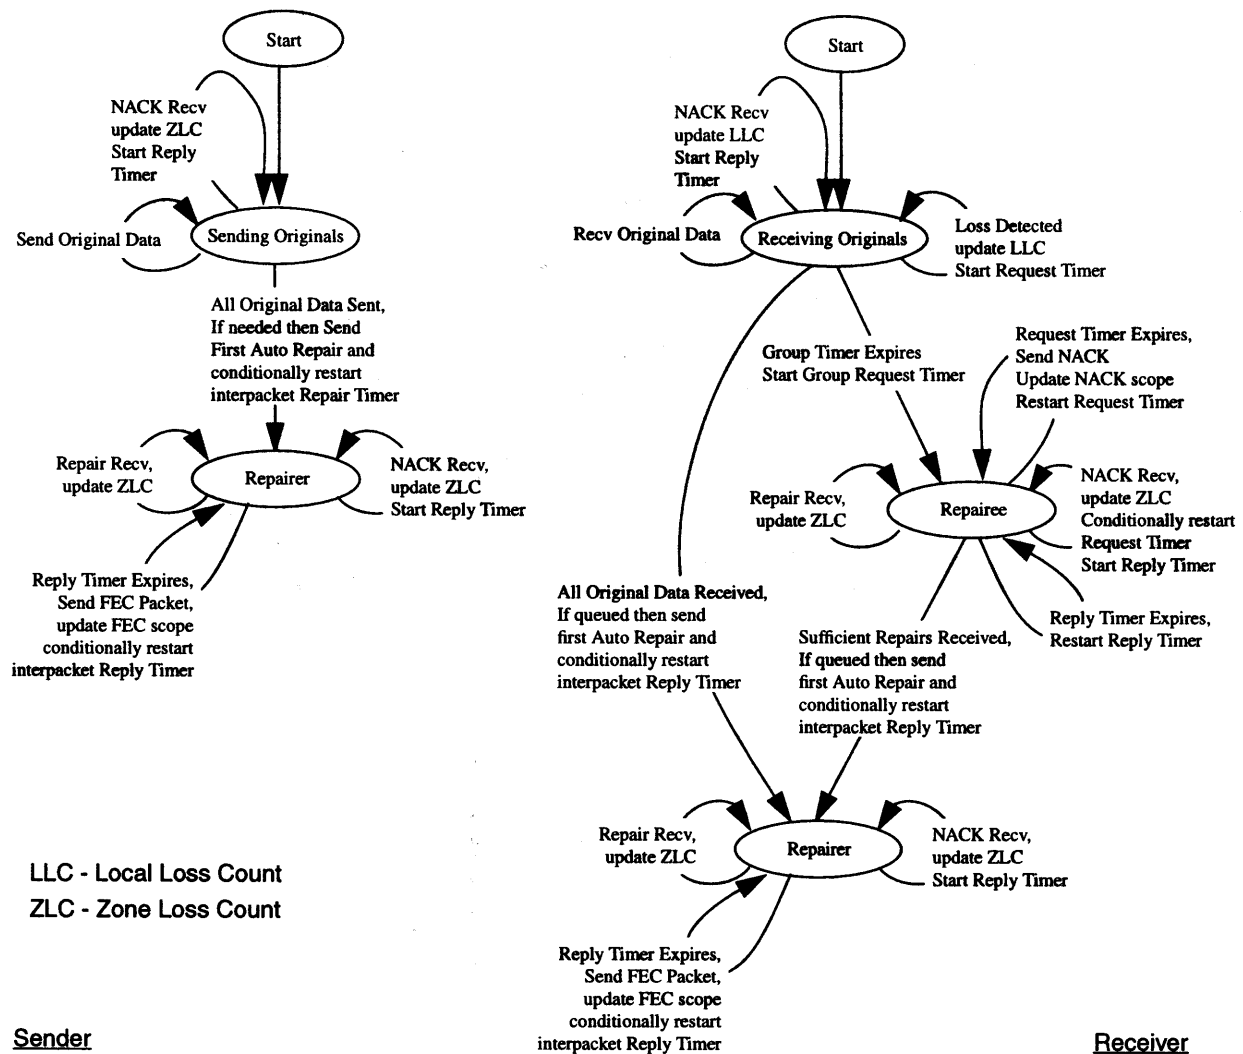 Start
NACK Recv
update ZLC
Start Reply
Timer
Send Original Data
Sending Originals
All Original Data Sent,
If needed then Send
First Auto Repair and
conditionally restart
interpacket Repair Timer
Repair Recv,
update ZLC
Repairer
NACK Recv,
update ZLC
Start Reply Timer
Reply Timer Expires,
Send FEC Packet,
update FEC scope
conditionally restart
interpacket Reply Timer
LLC - Local Loss Count
ZLC - Zone Loss Count
Sender
Start
NACK Recv
update LLC
Start Reply
Timer
Recv Original Data
Receiving Originals
Loss Detected
update LLC
Start Request Timer
Group Timer Expires
Start Group Request Timer
Request Timer Expires,
Send NACK
Update NACK scope
Restart Request Timer
Repair Recv,
update ZLC
Repairee
NACK Recv,
update ZLC
Conditionally restart
Request Timer
Start Reply Timer
Reply Timer Expires,
Restart Reply Timer
All Original Data Received,
If queued then send
first Auto Repair and
conditionally restart
interpacket Reply Timer
Sufficient Repairs Received,
If queued then send
first Auto Repair and
conditionally restart
interpacket Reply Timer
Repair Recv,
update ZLC
Repairer
NACK Recv,
update ZLC
Start Reply Timer
Reply Timer Expires,
Send FEC Packet,
update FEC scope
conditionally restart
interpacket Reply Timer
Receiver